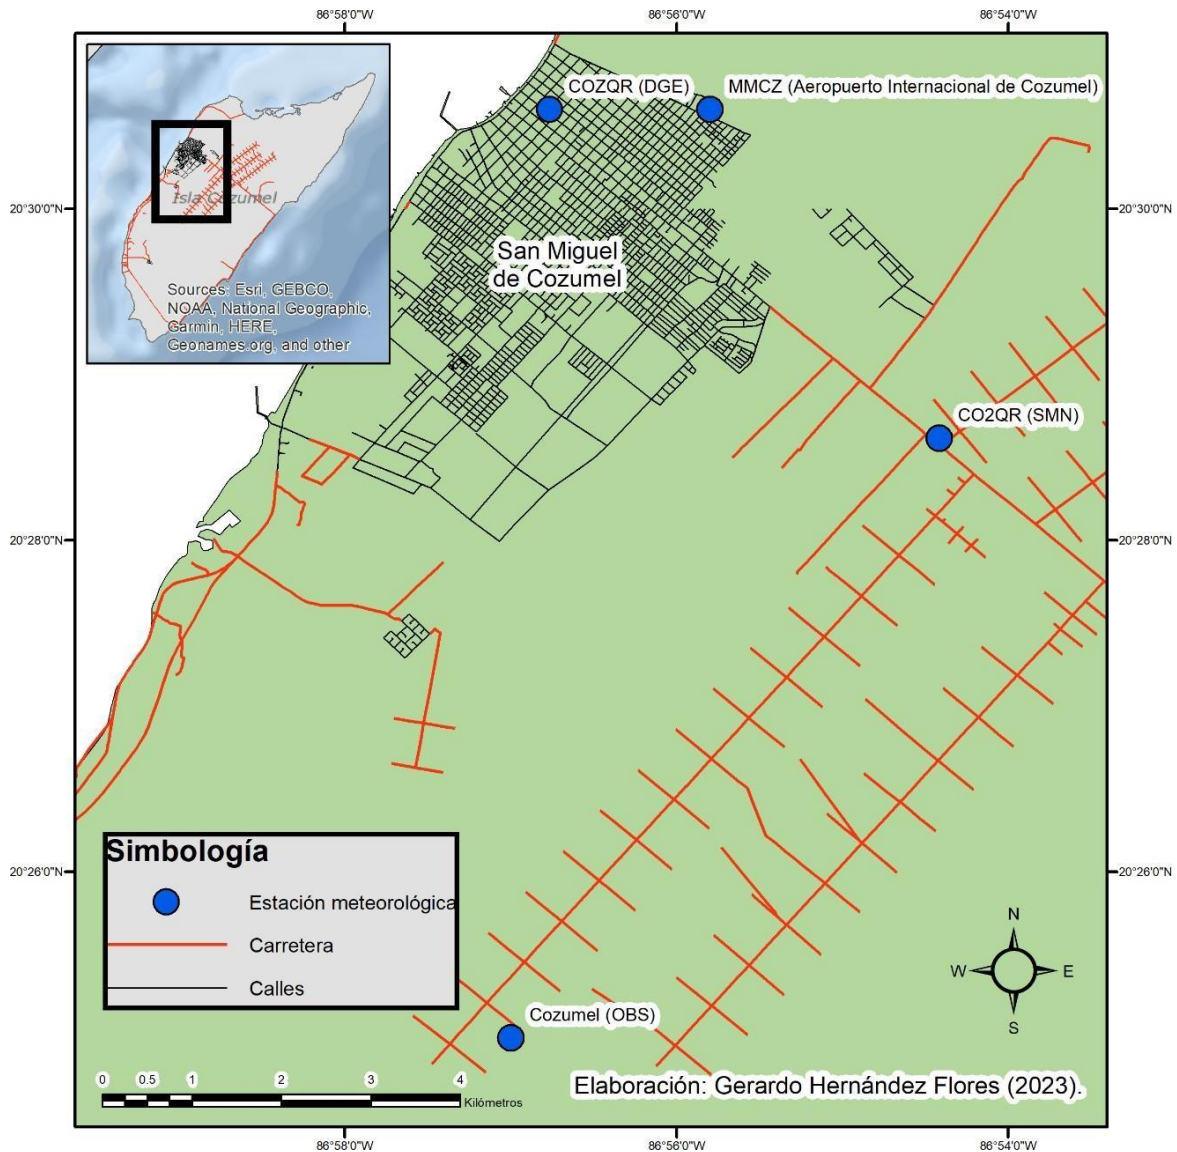 86°58'0"W
86°56'0"W
86°54'0"W
COZQR (DGE)
MMCZ (Aeropuerto Internacional de Cozumel)
Isla Cozumel
Sources: Esri, GEBCO,
NOAA, National Geographic,
Garmin, HERE,
Geonames.org, and other
20°30'0"N
20°30'0"N
San Miguel
de Cozumel
CO2QR (SMN)
20°28'0"N
20°28'0"N
20°26'0"N
20°26'0"N
Simbología
Estación meteorológica
Carretera
Calles
N
W
E
S
Cozumel (OBS)
0 0.5 1 2 3 4
Kilómetros
Elaboración: Gerardo Hernández Flores (2023).
86°58'0"W
86°56'0"W
86°54'0"W